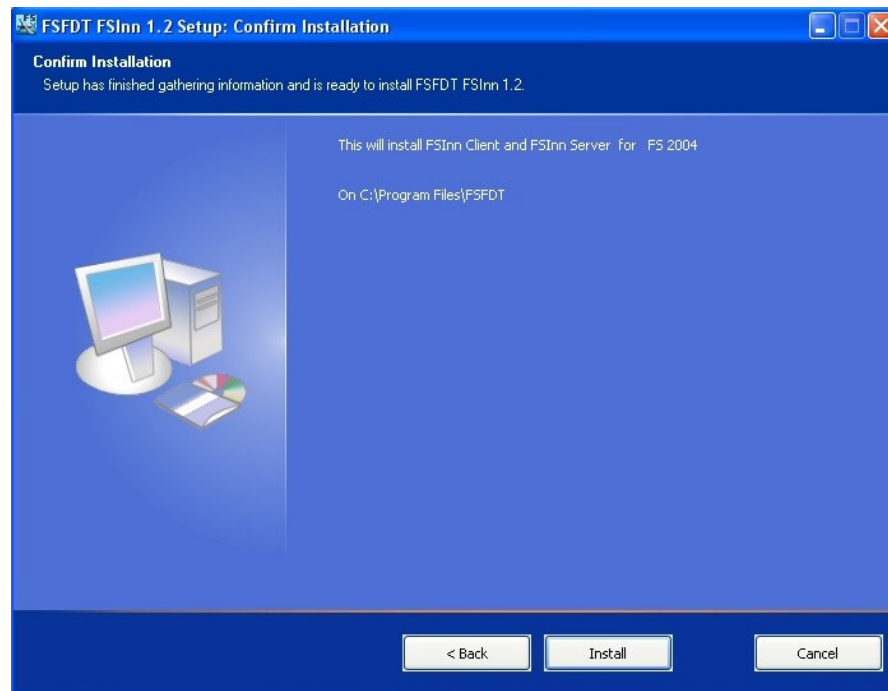 FSFDT FSInn 1.2 Setup: Confirm Installation
Confirm Installation
Setup has finished gathering information and is ready to install FSFDT FSInn 1.2.
This will install FSInn Client and FSInn Server for FS 2004
On C:\Program Files\FSFDT
< Back
Install
Cancel